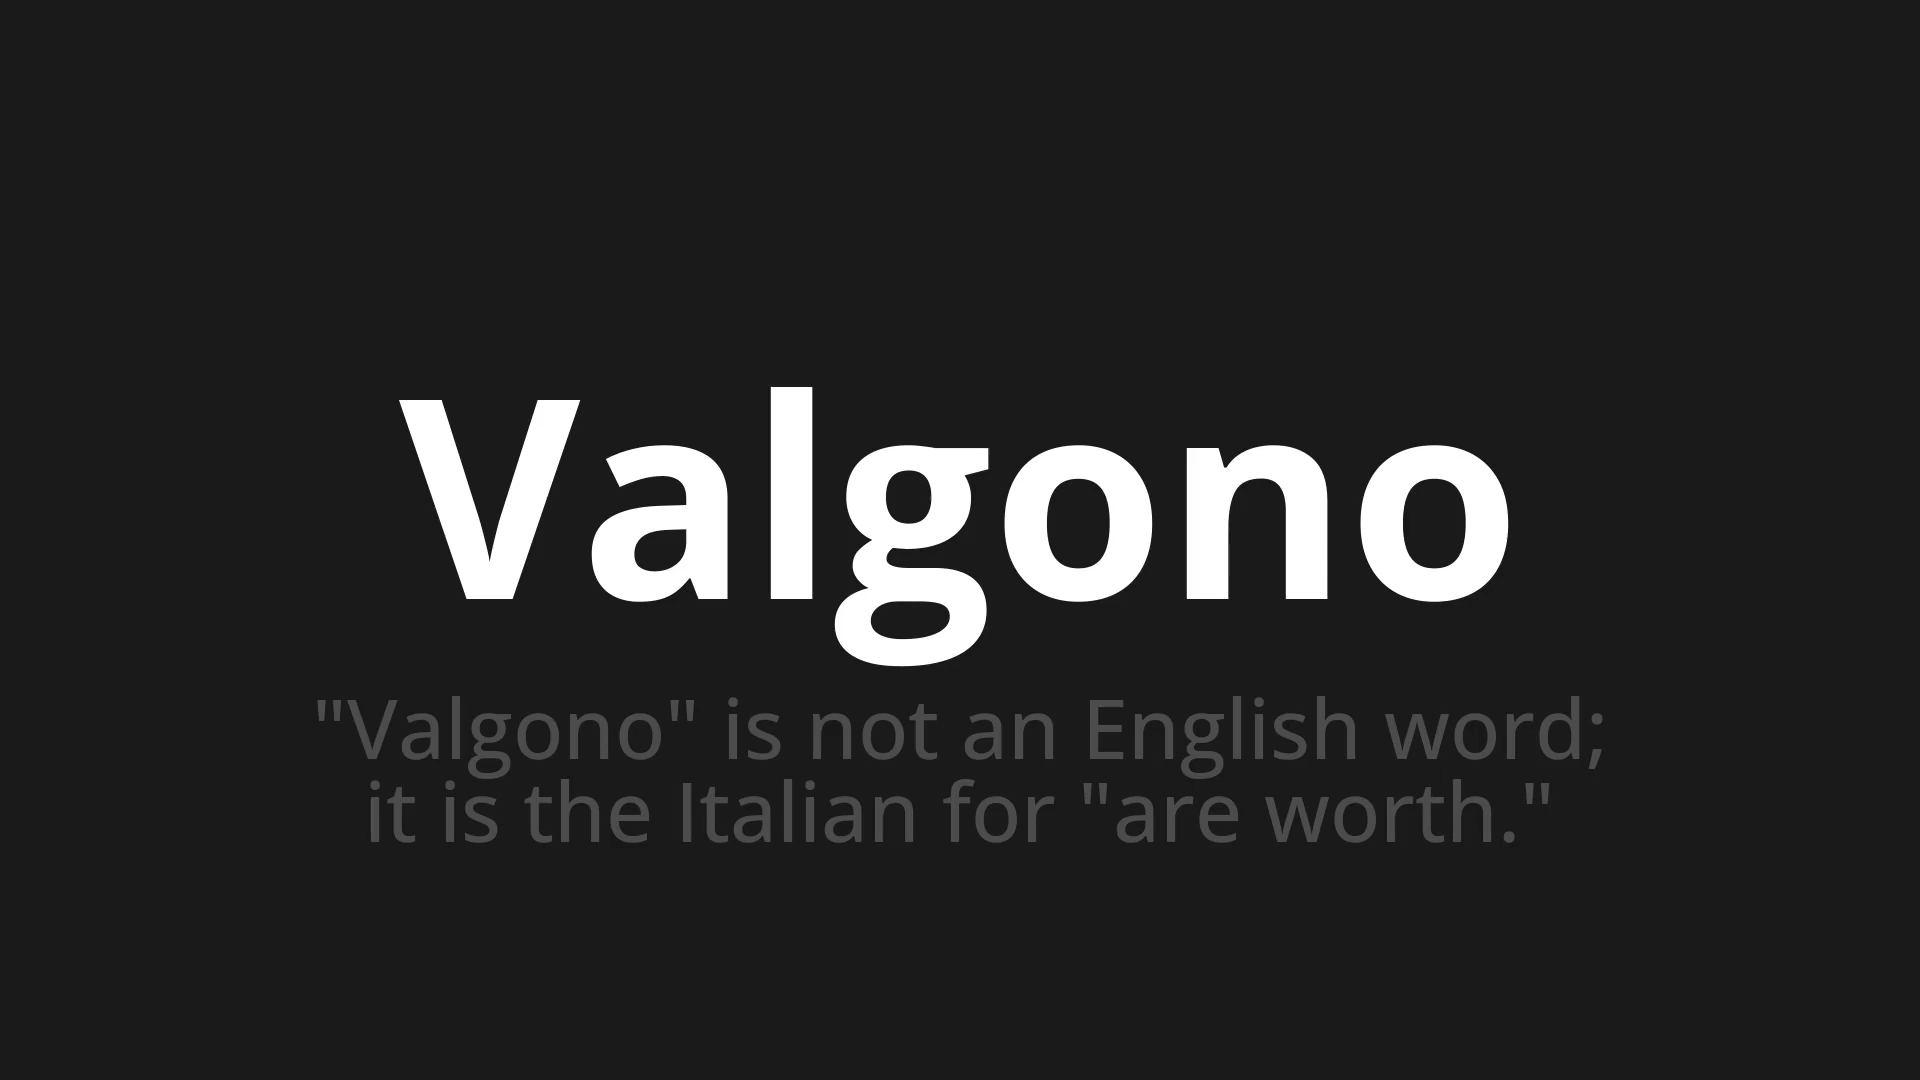 Valgono
"Valgono" is not an English word;
it is the Italian for "are worth."